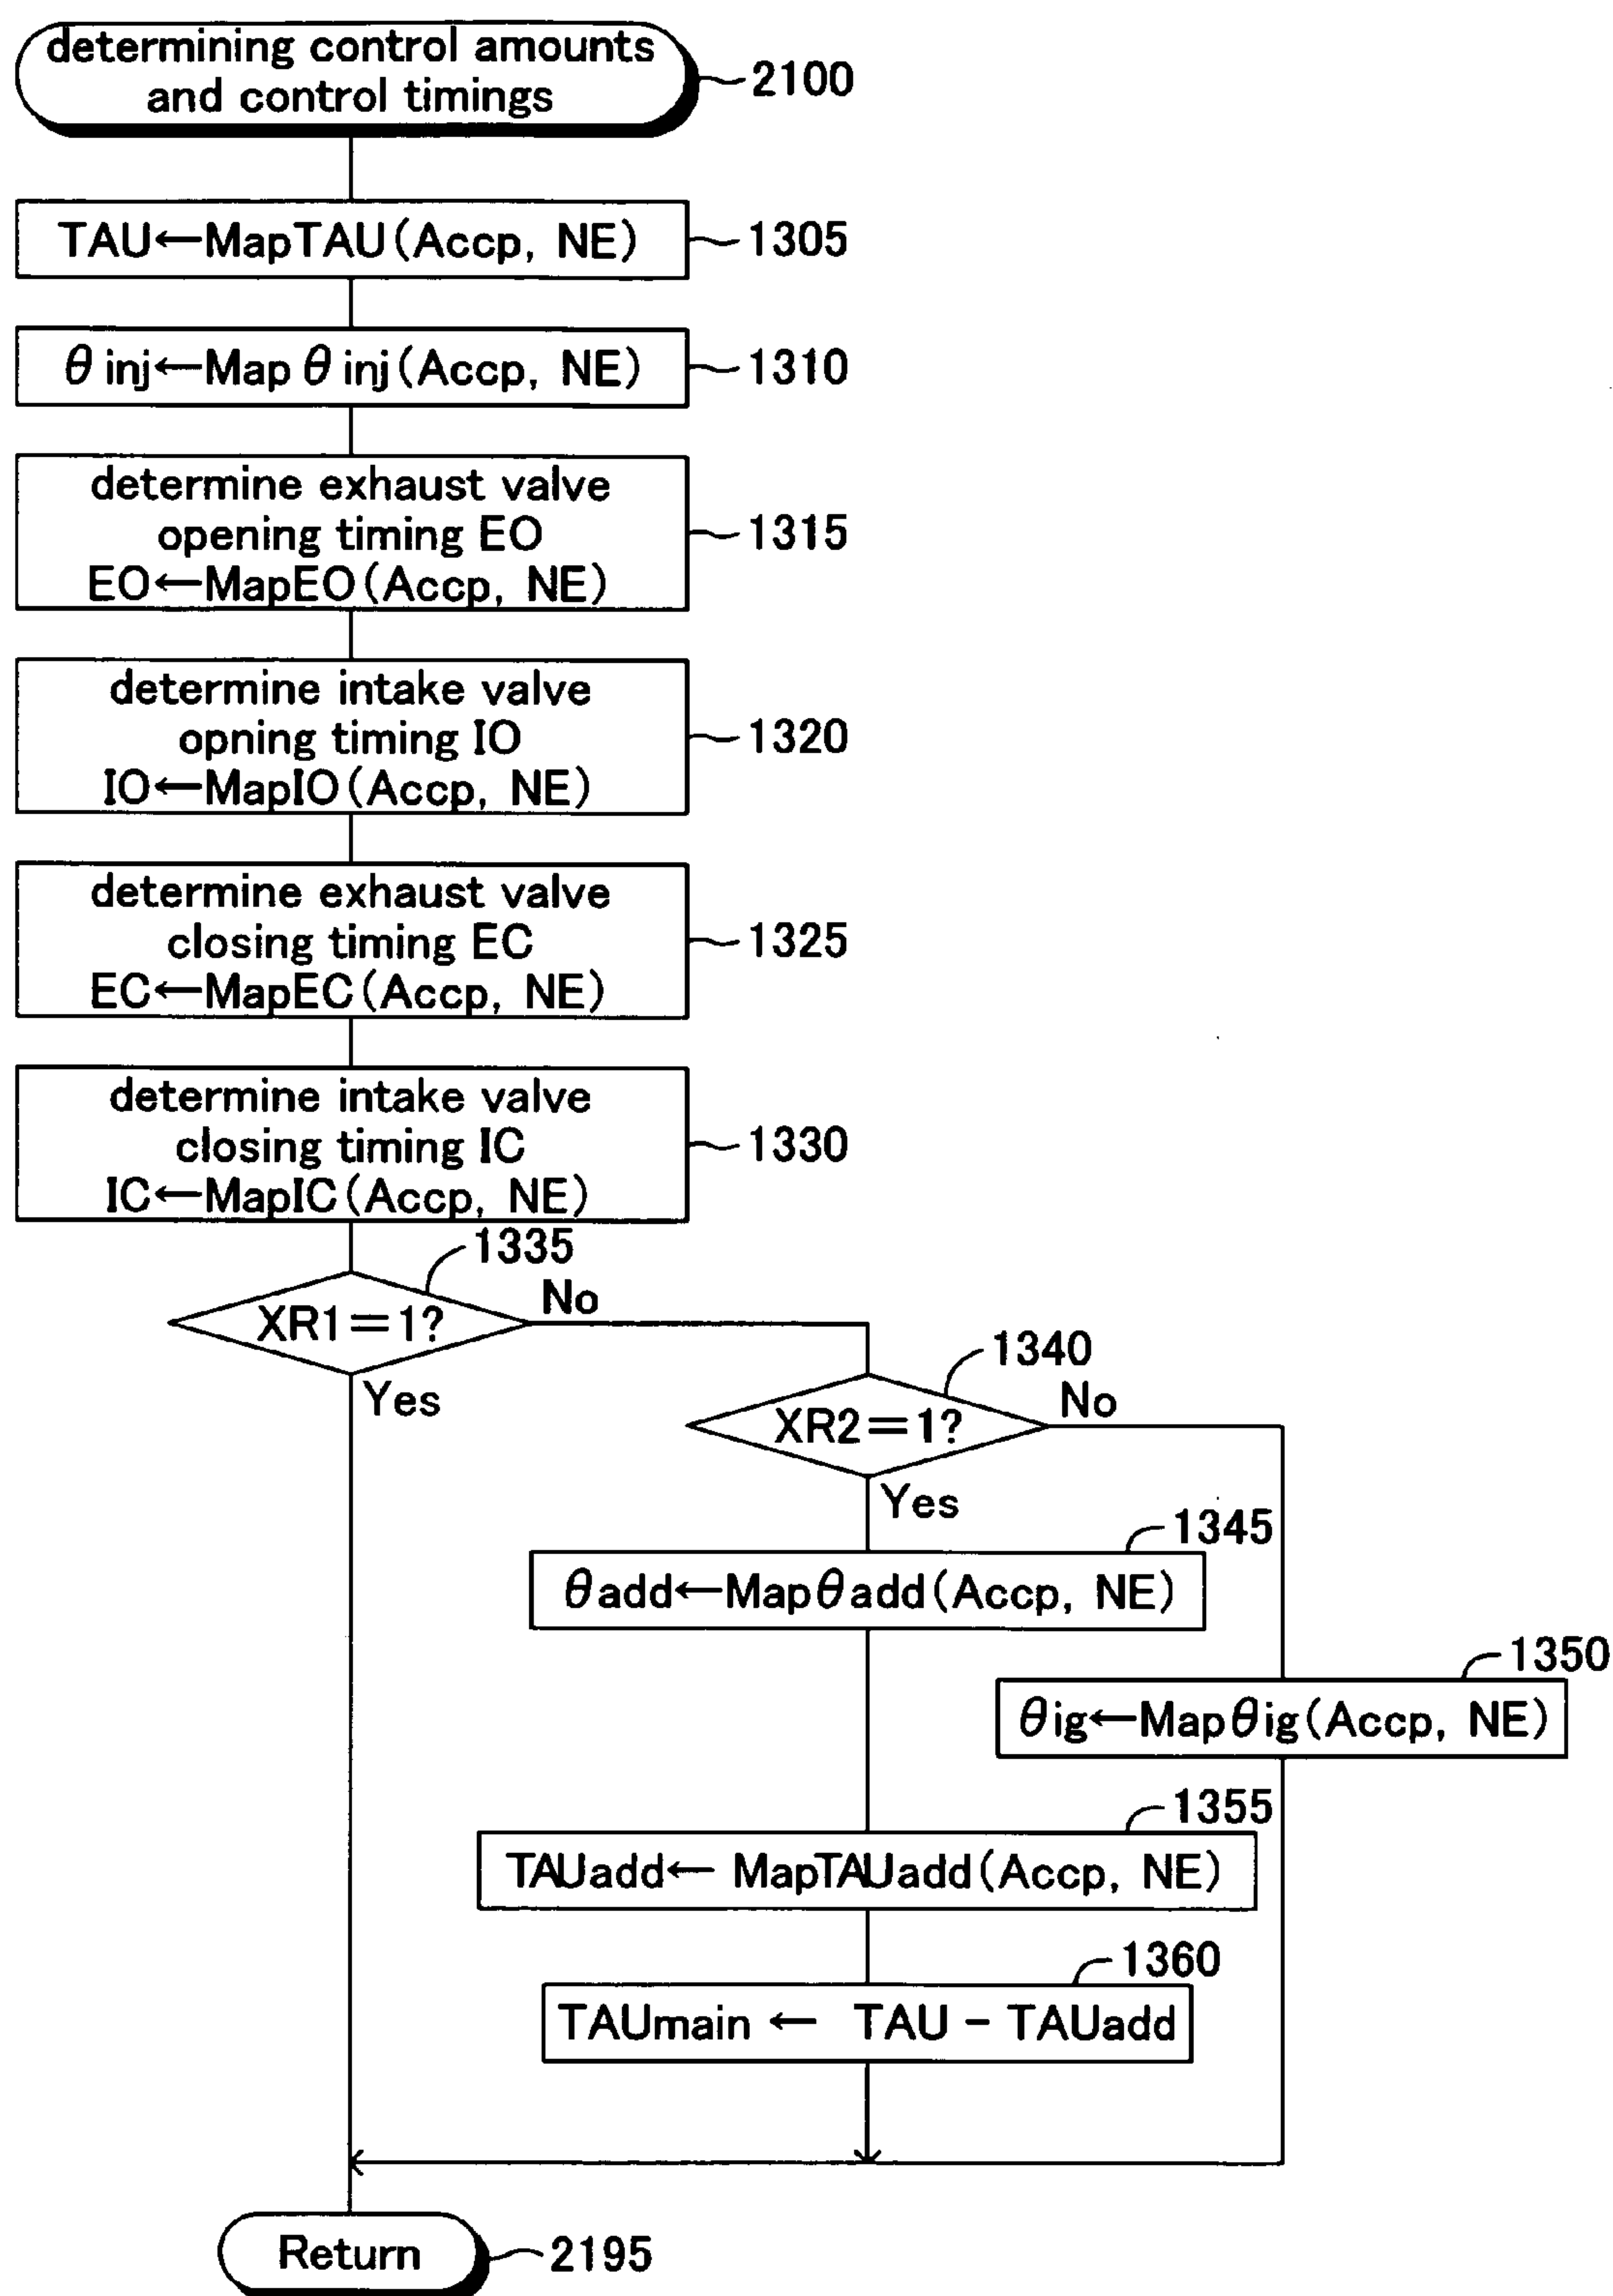 determining control amounts
and control timings
2100
TAU←MapTAU(Accp, NE)
1305
θinj←Mapθinj(Accp, NE)
1310
determine exhaust valve
opening timing EO
EO←MapEO(Accp, NE)
1315
determine intake valve
opning timing IO
IO←MapIO(Accp, NE)
1320
determine exhaust valve
closing timing EC
EC←MapEC(Accp, NE)
1325
determine intake valve
closing timing IC
IC←MapIC(Accp, NE)
1330
1335
XR1=1?
No
Yes
1340
XR2=1?
No
Yes
1345
θadd←Mapθadd(Accp, NE)
1350
θig←Mapθig(Accp, NE)
1355
TAUadd← MapTAUadd(Accp, NE)
1360
TAUmain ← TAU - TAUadd
Return
2195